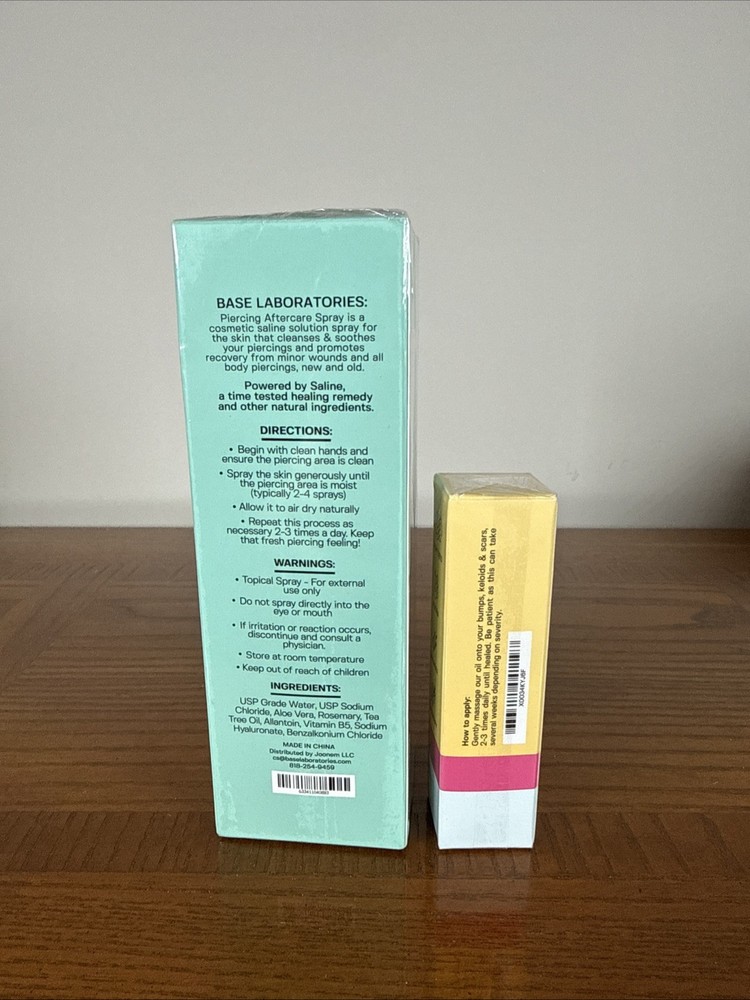 BASE LABORATORIES:
Piercing Aftercare Spray is a
cosmetic saline solution spray for
the skin that cleanses & soothes
your piercings and promotes
recovery from minor wounds and all
body piercings, new and old.
Powered by Saline,
a time tested healing remedy
and other natural ingredients.
DIRECTIONS:
• Begin with clean hands and
ensure the piercing area is clean
• Spray the skin generously until
the piercing area is moist
(typically 2-4 sprays)
• Allow it to air dry naturally
• Repeat this process as
necessary 2-3 times a day. Keep
that fresh piercing feeling!
WARNINGS:
• Topical Spray - For external
use only
• Do not spray directly into the
eye or mouth
• If irritation or reaction occurs,
discontinue and consult a
physician.
• Store at room temperature
• Keep out of reach of children
INGREDIENTS:
USP Grade Water, USP Sodium
Chloride, Aloe Vera, Rosemary, Tea
Tree Oil, Allantoin, Vitamin B5, Sodium
Hyaluronate, Benzalkonium Chloride
MADE IN CHINA
Distributed by Joonem LLC
cs@baselaboratories.com
818-254-9459
How to apply:
Gently massage our oil onto your bumps, keloids & scars,
2-3 times daily until healed. Be patient as this can take
several weeks depending on severity.